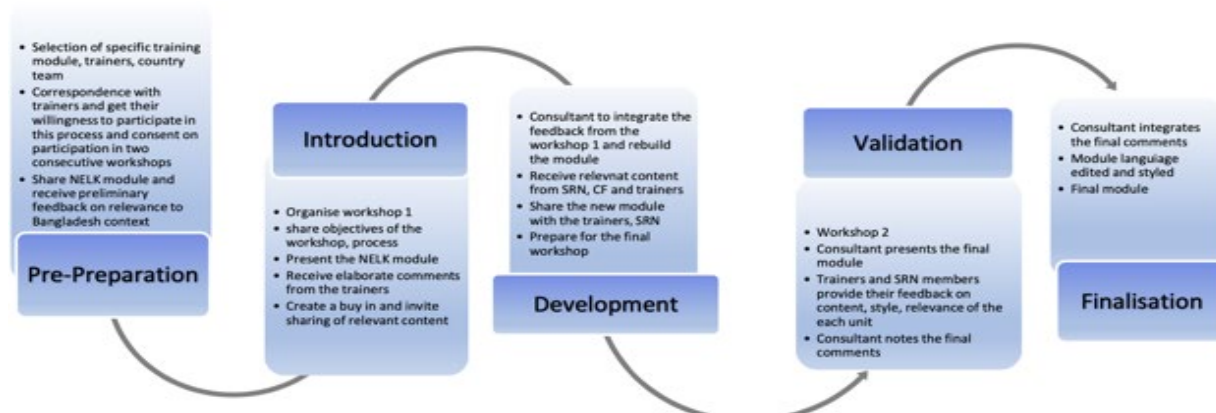 • Selection of specific training
module, trainers, country
team
• Correspondence with
trainers and get their
willingness to participate in
this process and consent on
participation in two
consecutive workshops
• Share NELK module and
receive preliminary
feedback on relevance to
Bangladesh context
Pre-Preparation
Introduction
• Organise workshop 1
• share objectives of the
workshop, process
• Present the NELK module
• Receive elaborate comments
from the trainers
• Create a buy in and invite
sharing of relevant content
• Consultant to integrate the
feedback from the
workshop 1 and rebuild
the module
• Receive relevnat content
from SRN, CF and trainers
• Share the new module
with the trainers, SRN
• Prepare for the final
workshop
Development
Validation
• Workshop 2
• Consultant presents the final
module
• Trainers and SRN members
provide their feedback on
content, style, relevance of the
each unit
• Consultant notes the final
comments
• Consultant integrates
the final comments
• Module languiage
edited and styled
• Final module
Finalisation